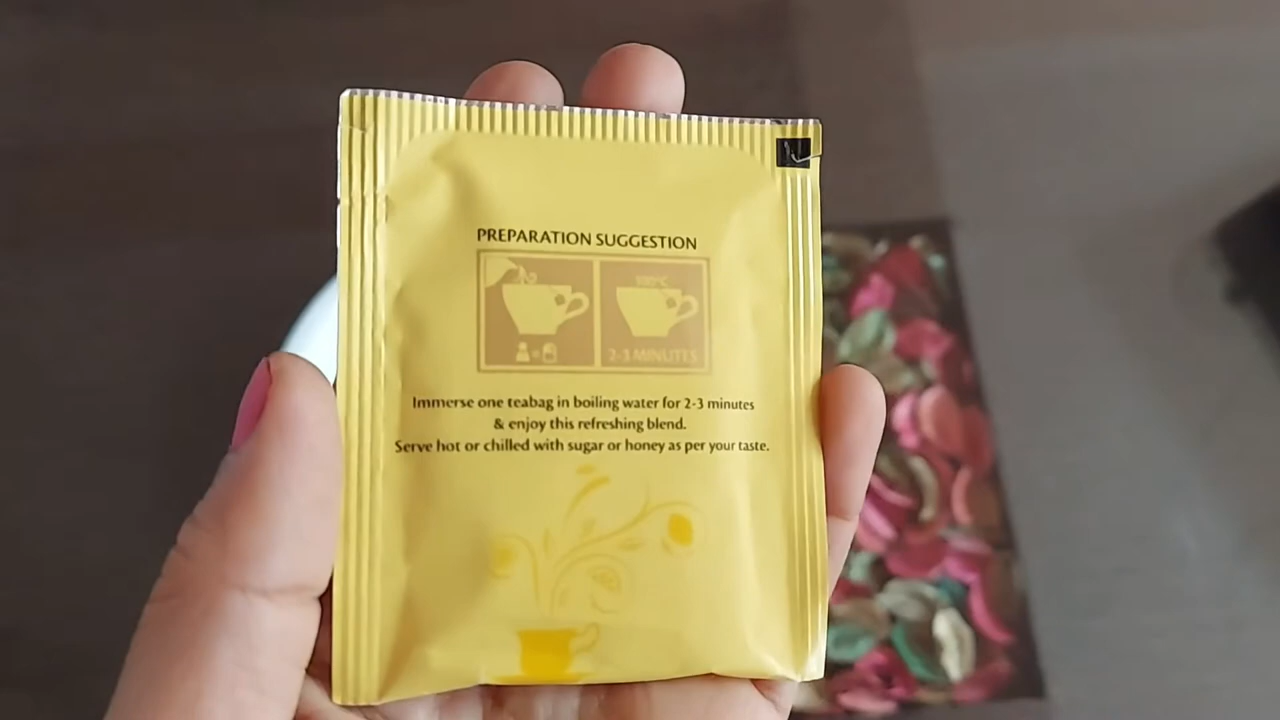 PREPARATION SUGGESTION
100°C
2-3 MINUTES
Immerse one teabag in boiling water for 2-3 minutes
& enjoy this refreshing blend.
Serve hot or chilled with sugar or honey as per your taste.